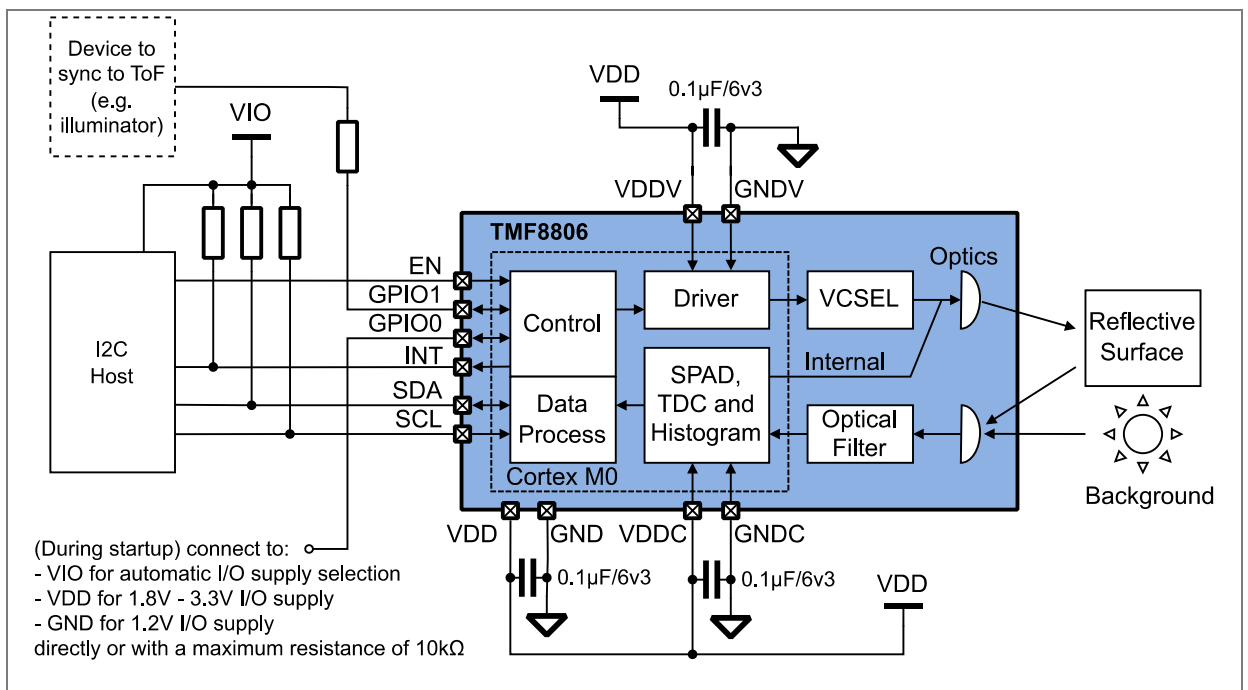 Device to
sync to ToF
(e.g.
illuminator)
VIO
VDD
0.1µF/6v3
VDDV
GNDV
TMF8806
EN
GPIO1
GPIO0
INT
SDA
SCL
I2C
Host
Control
Data
Process
Cortex M0
Driver
VCSEL
Optics
SPAD,
TDC and
Histogram
Internal
Optical
Filter
Reflective
Surface
Background
VDD
GND
VDDC
GNDC
0.1µF/6v3
0.1µF/6v3
VDD
(During startup) connect to:
- VIO for automatic I/O supply selection
- VDD for 1.8V - 3.3V I/O supply
- GND for 1.2V I/O supply
directly or with a maximum resistance of 10kΩ